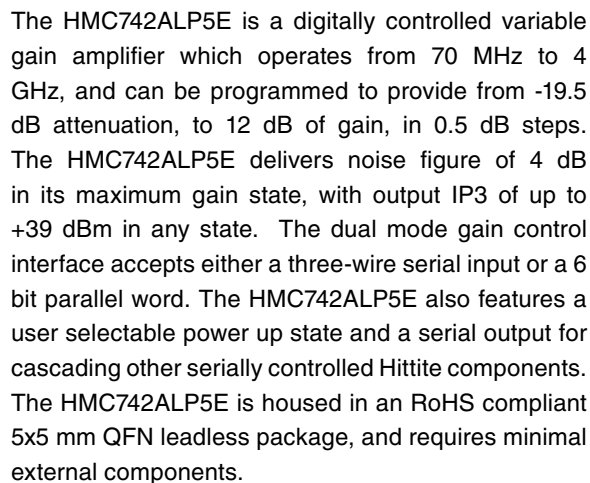 The HMC742ALP5E is a digitally controlled variable
gain amplifier which operates from 70 MHz to 4
GHz, and can be programmed to provide from -19.5
dB attenuation, to 12 dB of gain, in 0.5 dB steps.
The HMC742ALP5E delivers noise figure of 4 dB
in its maximum gain state, with output IP3 of up to
+39 dBm in any state.  The dual mode gain control
interface accepts either a three-wire serial input or a 6
bit parallel word. The HMC742ALP5E also features a
user selectable power up state and a serial output for
cascading other serially controlled Hittite components.
The HMC742ALP5E is housed in an RoHS compliant
5x5 mm QFN leadless package, and requires minimal
external components.